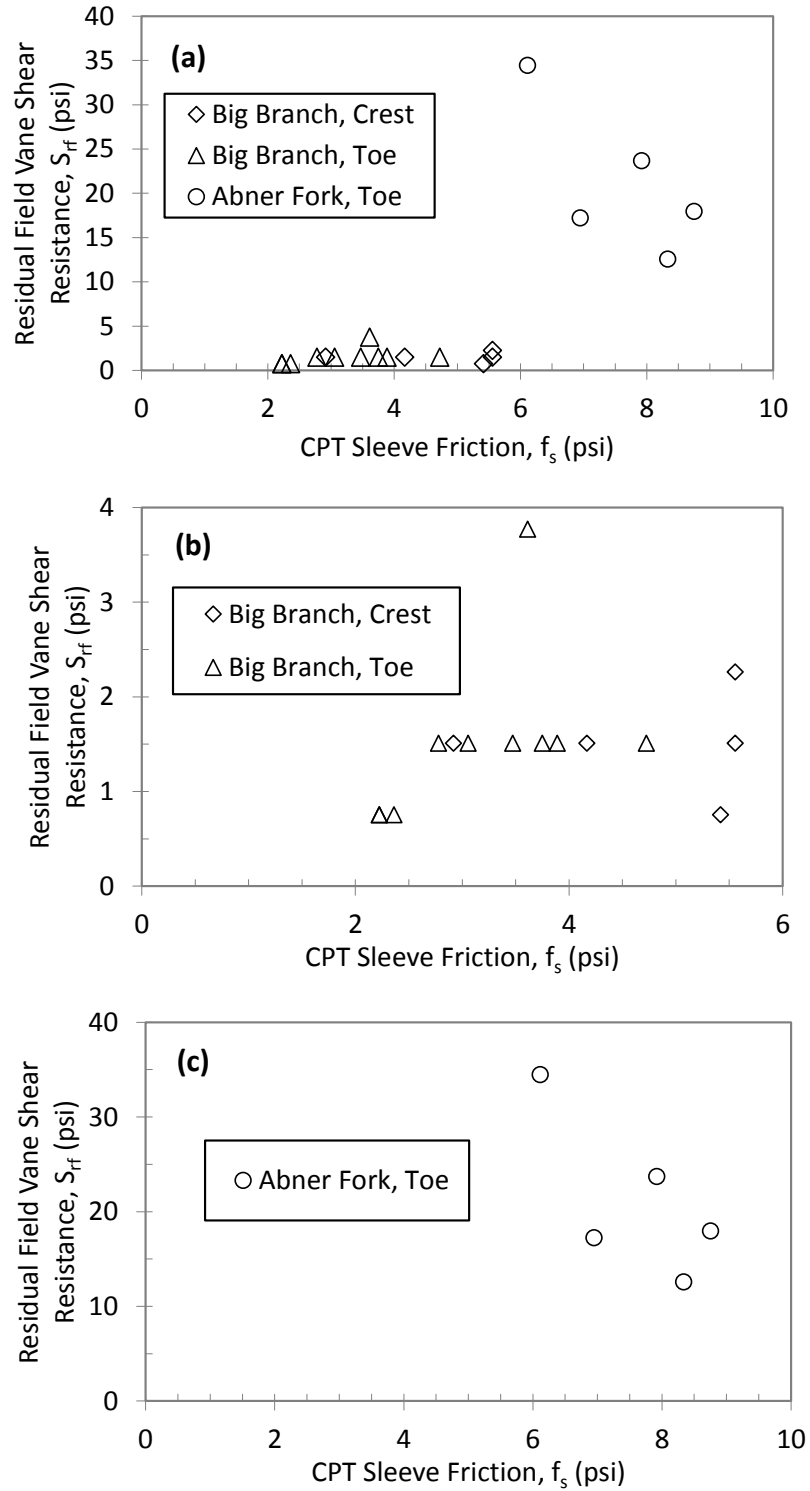 Residual Field Vane Shear
Resistance, Srf (psi)
40
35
30
25
20
15
10
5
0
(a)
Big Branch, Crest
Big Branch, Toe
Abner Fork, Toe
0 2 4 6 8 10
CPT Sleeve Friction, fs (psi)
Residual Field Vane Shear
Resistance, Srf (psi)
4
3
2
1
0
(b)
Big Branch, Crest
Big Branch, Toe
0 2 4 6
CPT Sleeve Friction, fs (psi)
Residual Field Vane Shear
Resistance, Srf (psi)
40
30
20
10
0
(c)
Abner Fork, Toe
0 2 4 6 8 10
CPT Sleeve Friction, fs (psi)